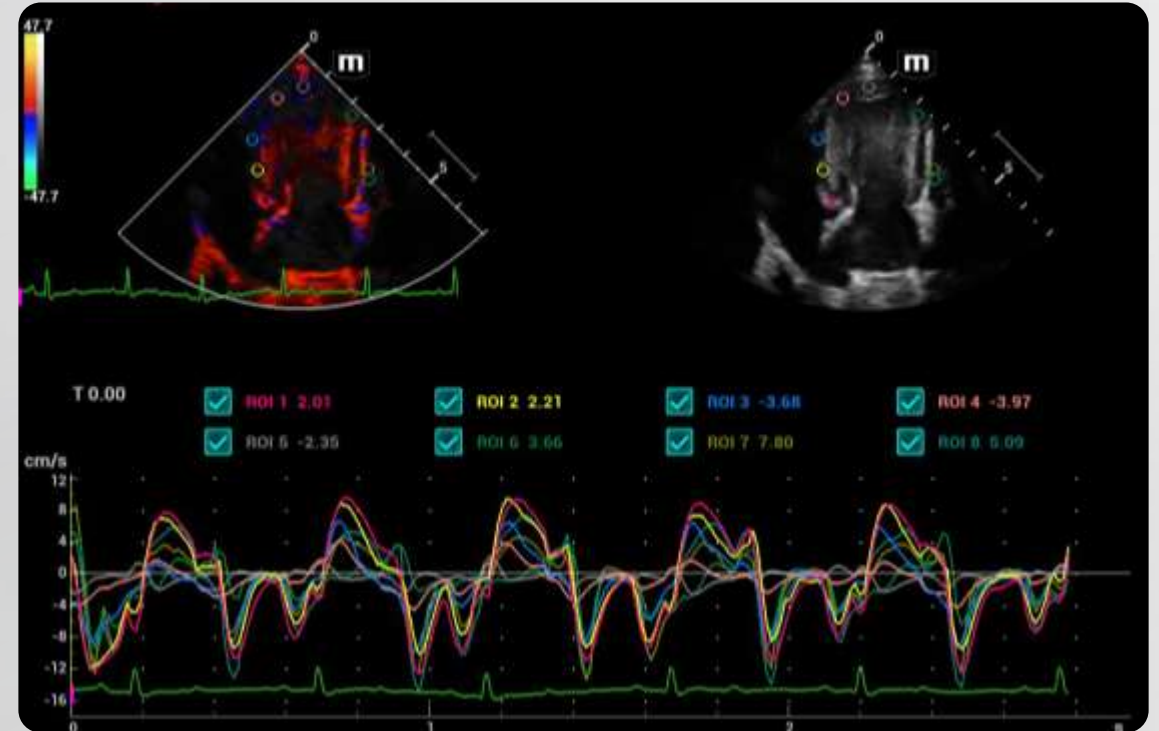 47.7
0
m
5
-47.7
0
m
5
T 0.00
ROI 1 2.01
ROI 2 2.21
ROI 3 -3.68
ROI 4 -3.97
ROI 5 -2.35
ROI 6 3.66
ROI 7 7.80
ROI 8 5.09
cm/s
12
8
4
0
-4
-8
-12
-16
0
1
2
s